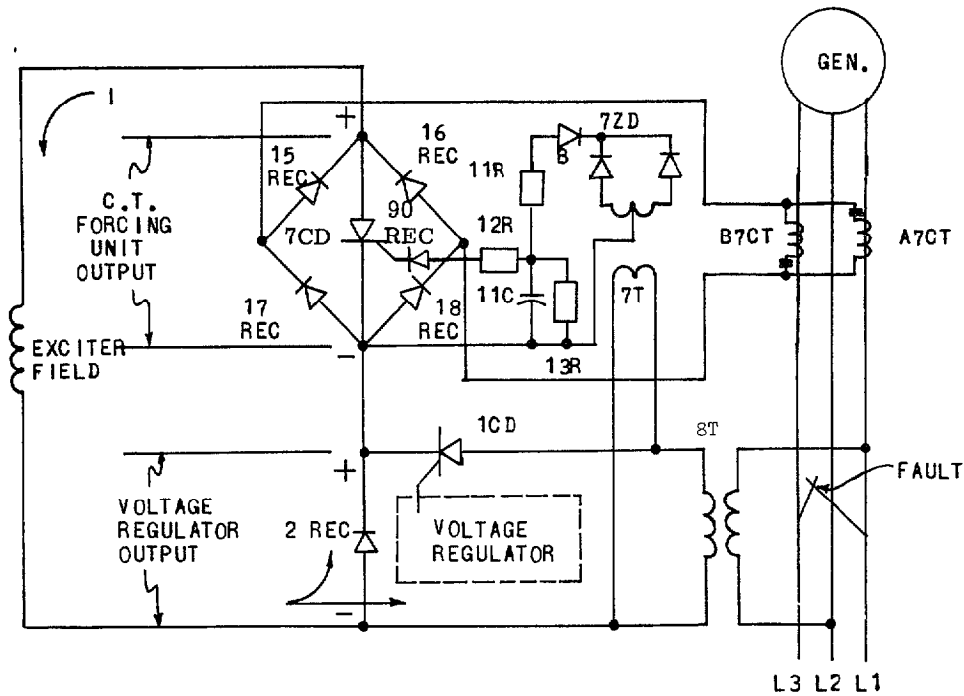 GEN.
I
+
16
REC
7ZD
B
15
REC
11R
C.T.
FORCING
UNIT
OUTPUT
90
REC
7CD
12R
B7CT
A7CT
11C
7T
17
REC
18
REC
-
13R
EXCITER
FIELD
1CD
8T
+
FAULT
VOLTAGE
REGULATOR
OUTPUT
2 REC
VOLTAGE
REGULATOR
-
L3 L2 L1